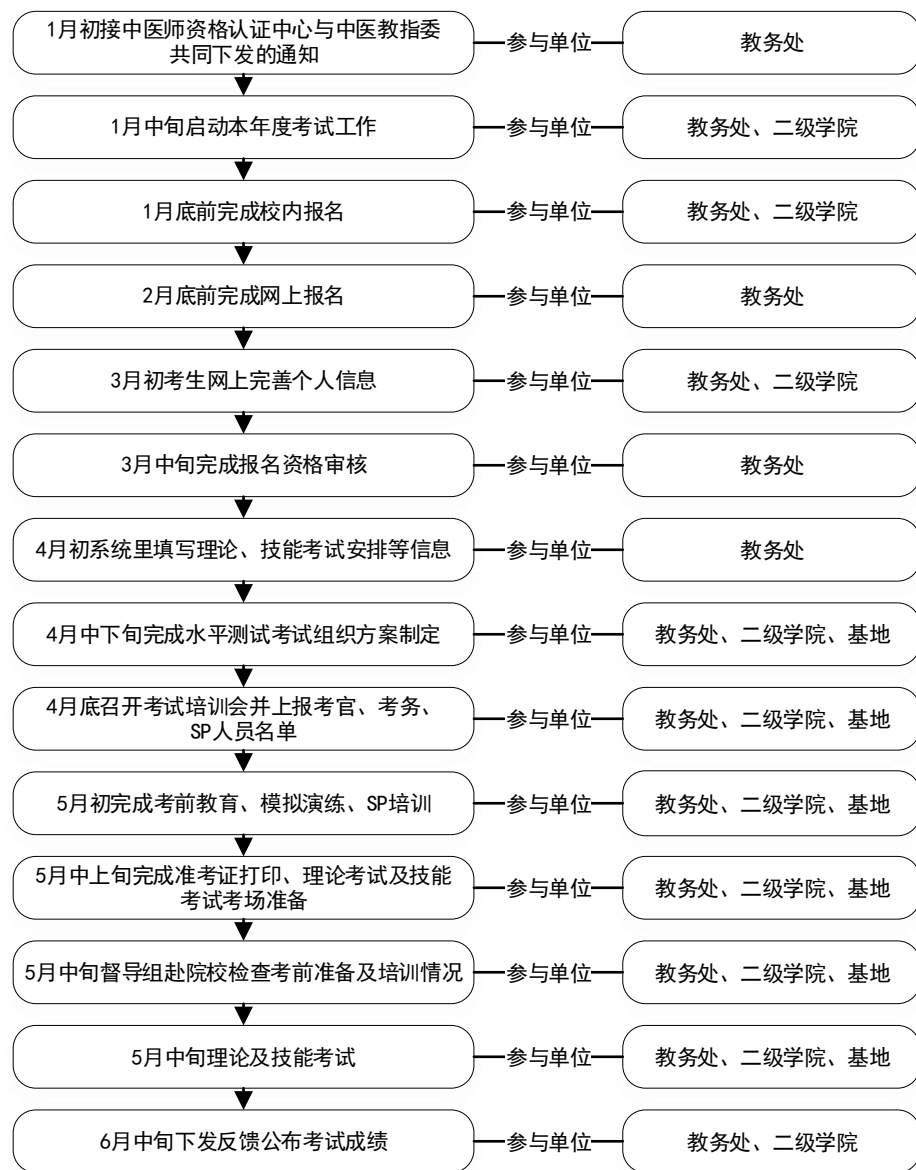 1月初接中医师资格认证中心与中医教指委
共同下发的通知
参与单位
教务处
1月中旬启动本年度考试工作
参与单位
教务处、二级学院
1月底前完成校内报名
参与单位
教务处、二级学院
2月底前完成网上报名
参与单位
教务处
3月初考生网上完善个人信息
参与单位
教务处、二级学院
3月中旬完成报名资格审核
参与单位
教务处
4月初系统里填写理论、技能考试安排等信息
参与单位
教务处
4月中下旬完成水平测试考试组织方案制定
参与单位
教务处、二级学院、基地
4月底召开考试培训会并上报考官、考务、
SP人员名单
参与单位
教务处、二级学院、基地
5月初完成考前教育、模拟演练、SP培训
参与单位
教务处、二级学院、基地
5月中上旬完成准考证打印、理论考试及技能
考试考场准备
参与单位
教务处、二级学院、基地
5月中旬督导组赴院校检查考前准备及培训情况
参与单位
教务处、二级学院、基地
5月中旬理论及技能考试
参与单位
教务处、二级学院、基地
6月中旬下发反馈公布考试成绩
参与单位
教务处、二级学院